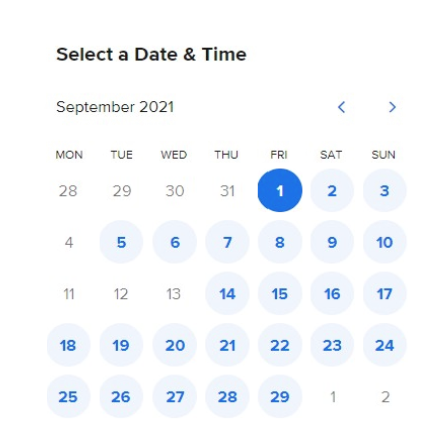 Select a Date & Time
September 2021
MON TUE WED THU FRI SAT SUN
28 29 30 31 1 2 3
4 5 6 7 8 9 10
11 12 13 14 15 16 17
18 19 20 21 22 23 24
25 26 27 28 29 1 2